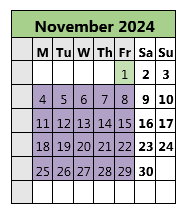 November 2024
M Tu W Th Fr Sa Su
1 2 3
4 5 6 7 8 9 10
11 12 13 14 15 16 17
18 19 20 21 22 23 24
25 26 27 28 29 30